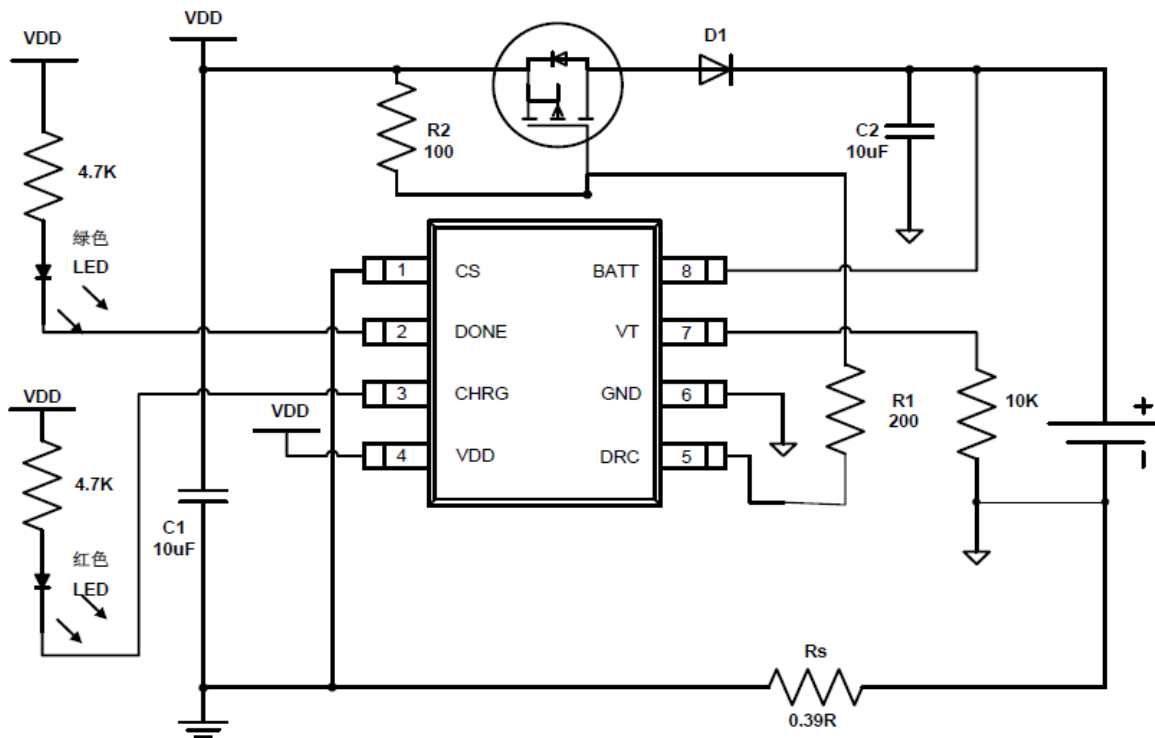 VDD
VDD
D1
R2
100
C2
10uF
4.7K
绿色
LED
1
CS
BATT
8
2
DONE
VT
7
VDD
3
CHRG
GND
6
R1
200
10K
+
VDD
4
VDD
DRC
5
4.7K
C1
10uF
红色
LED
Rs
0.39R